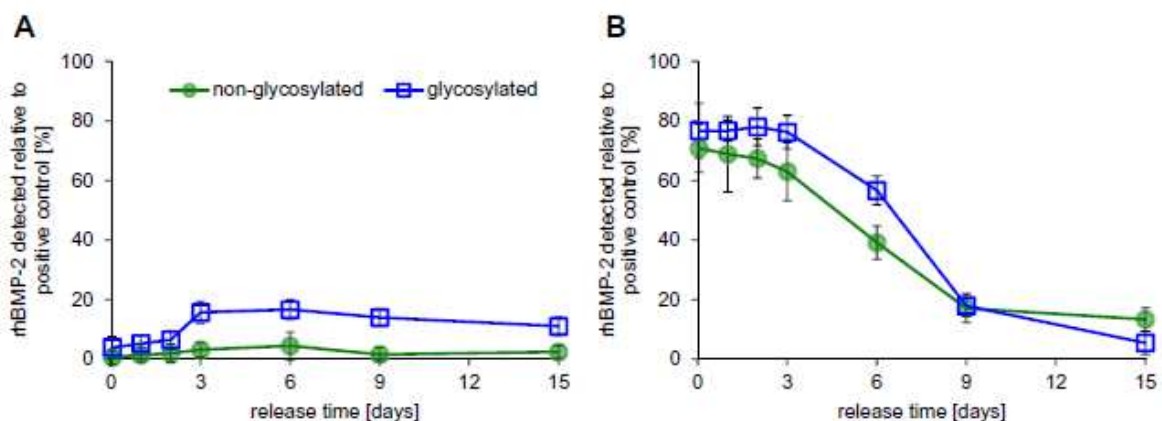 A
rhBMP-2 detected relative to
positive control [%]
100
80
60
40
20
0
non-glycosylated
glycosylated
0 3 6 9 12 15
release time [days]
B
rhBMP-2 detected relative to
positive control [%]
100
80
60
40
20
0
0 3 6 9 12 15
release time [days]